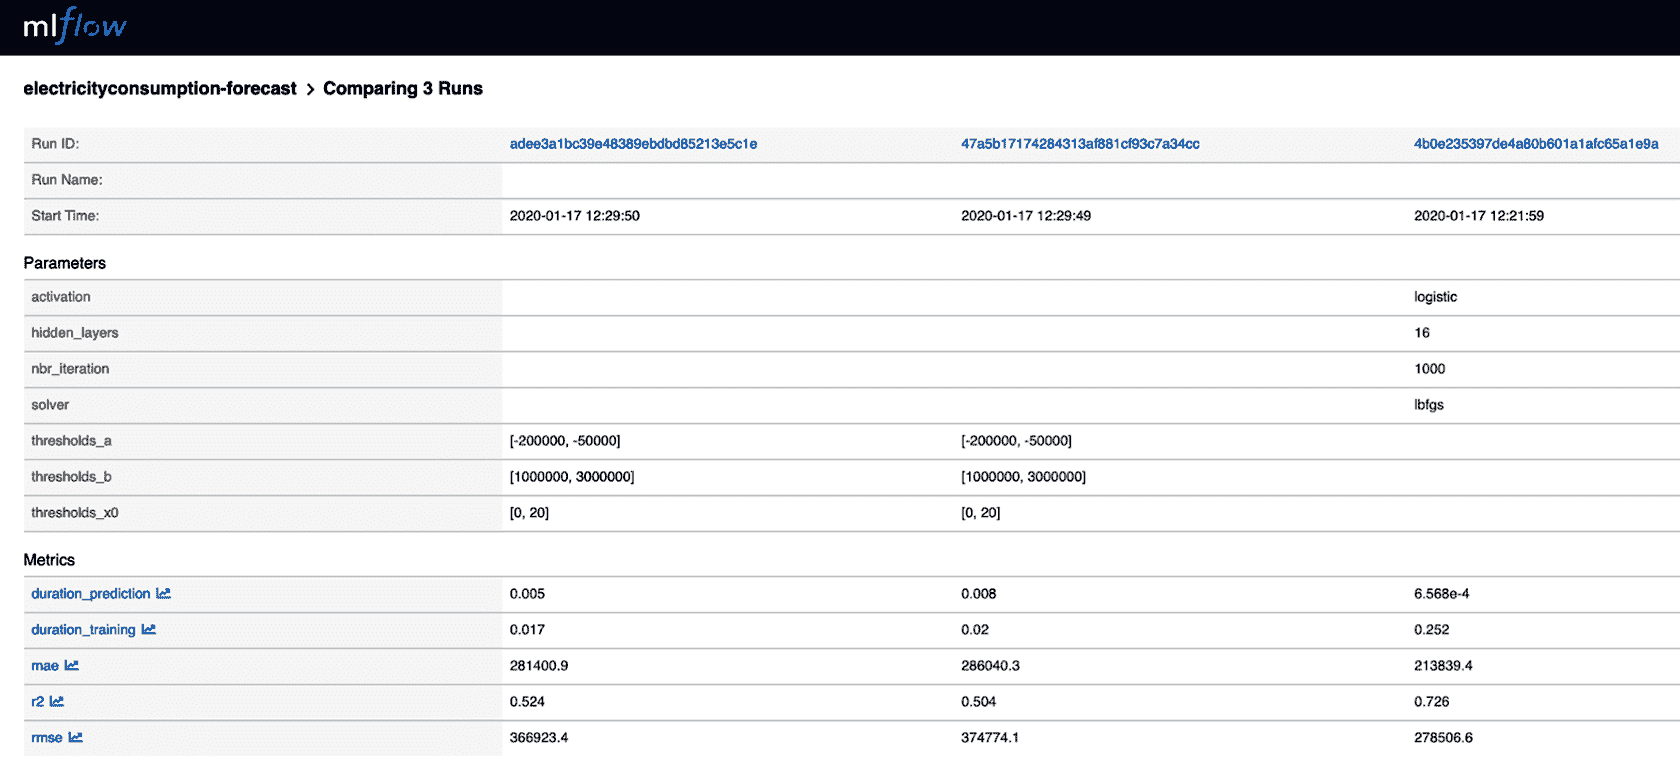 mlflow
electricityconsumption-forecast > Comparing 3 Runs
Run ID: adee3a1bc39e48389ebdbd85213e5c1e 47a5b17174284313af881cf93c7a34cc 4b0e235397de4a80b601a1afc65a1e9a
Run Name:
Start Time: 2020-01-17 12:29:50 2020-01-17 12:29:49 2020-01-17 12:21:59
Parameters
activation logistic
hidden_layers 16
nbr_iteration 1000
solver lbfgs
thresholds_a [-200000, -50000] [-200000, -50000]
thresholds_b [1000000, 3000000] [1000000, 3000000]
thresholds_x0 [0, 20] [0, 20]
Metrics
duration_prediction 0.005 0.008 6.568e-4
duration_training 0.017 0.02 0.252
mae 281400.9 286040.3 213839.4
r2 0.524 0.504 0.726
rmse 366923.4 374774.1 278506.6